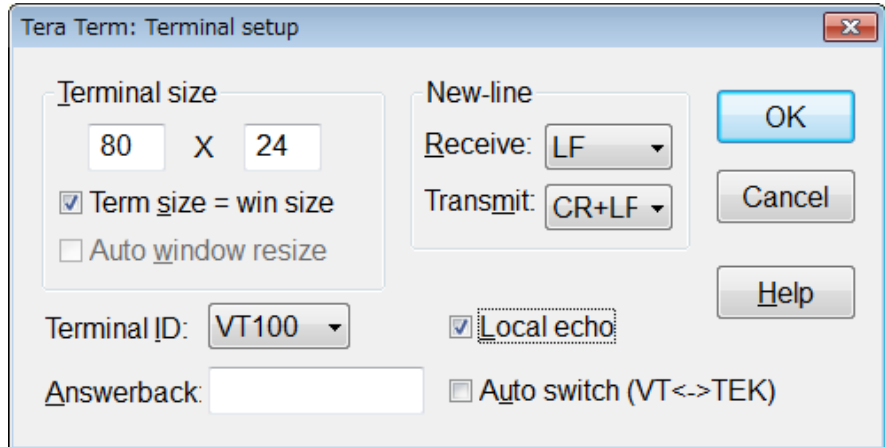 Tera Term: Terminal setup
Terminal size
80 X 24
Term size = win size
Auto window resize
New-line
Receive: LF
Transmit: CR+LF
OK
Cancel
Help
Terminal ID: VT100
Local echo
Answerback:
Auto switch (VT<->TEK)